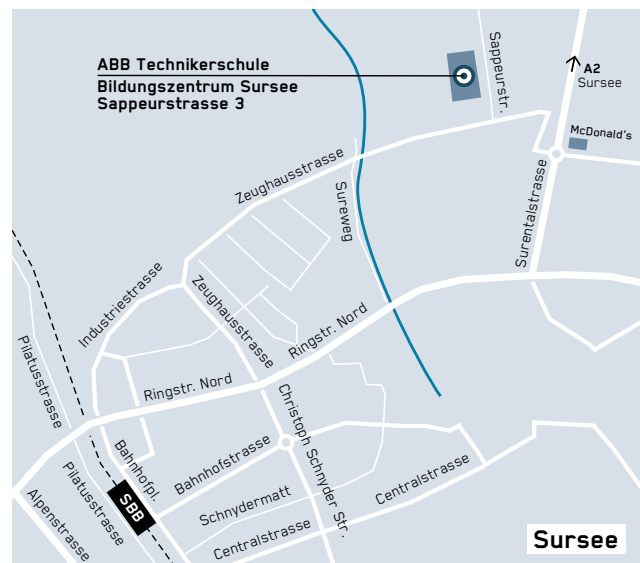 ABB Technikerschule
Bildungszentrum Sursee
Sappeurstrasse 3
Sappeurstr.
A2
Sursee
McDonald's
Zeughausstrasse
Sureweg
Surentalstrasse
Industriestrasse
Zeughausstrasse
Ringstr. Nord
Pilatusstrasse
Ringstr. Nord
Christoph Schnyder Str.
Bahnhofpl.
Bahnhofstrasse
Pilatusstrasse
SBB
Schnydermatt
Centralstrasse
Alpenstrasse
Centralstrasse
Sursee